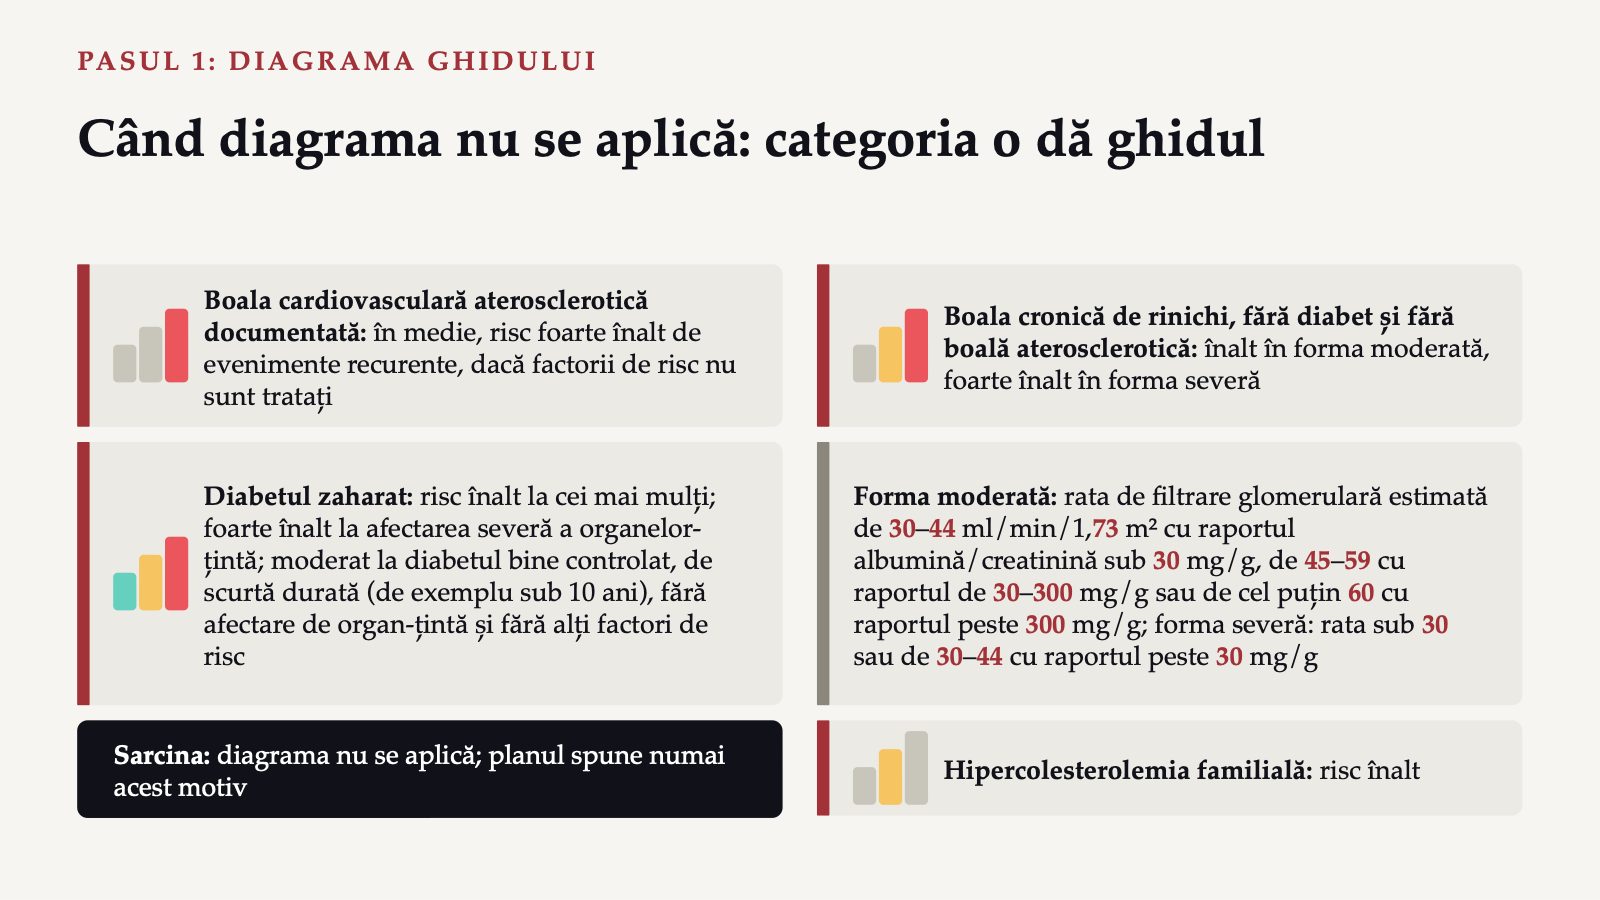 PASUL 1: DIAGRAMA GHIDULUI
Când diagrama nu se aplică: categoria o dă ghidul
Boala cardiovasculară aterosclerotică
documentată: în medie, risc foarte înalt de
evenimente recurente, dacă factorii de risc nu
sunt tratați
Boala cronică de rinichi, fără diabet și fără
boală aterosclerotică: înalt în forma moderată,
foarte înalt în forma severă
Diabetul zaharat: risc înalt la cei mai mulți;
foarte înalt la afectarea severă a organelor-
țintă; moderat la diabetul bine controlat, de
scurtă durată (de exemplu sub 10 ani), fără
afectare de organ-țintă și fără alți factori de
risc
Forma moderată: rata de filtrare glomerulară estimată
de 30–44 ml/min/1,73 m² cu raportul
albumină/creatinină sub 30 mg/g, de 45–59 cu
raportul de 30–300 mg/g sau de cel puțin 60 cu
raportul peste 300 mg/g; forma severă: rata sub 30
sau de 30–44 cu raportul peste 30 mg/g
Sarcina: diagrama nu se aplică; planul spune numai
acest motiv
Hipercolesterolemia familială: risc înalt